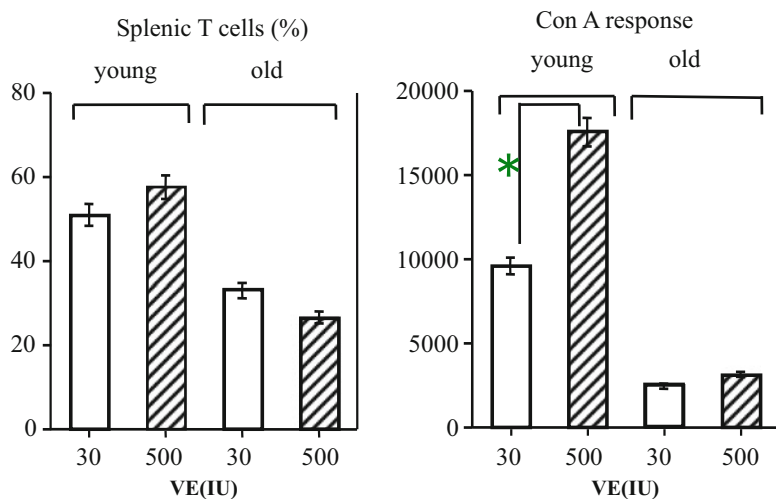 Splenic T cells (%)
young old
80
60
40
20
0
30 500 30 500
VE(IU)
Con A response
young old
20000
15000
*
10000
5000
0
30 500 30 500
VE(IU)